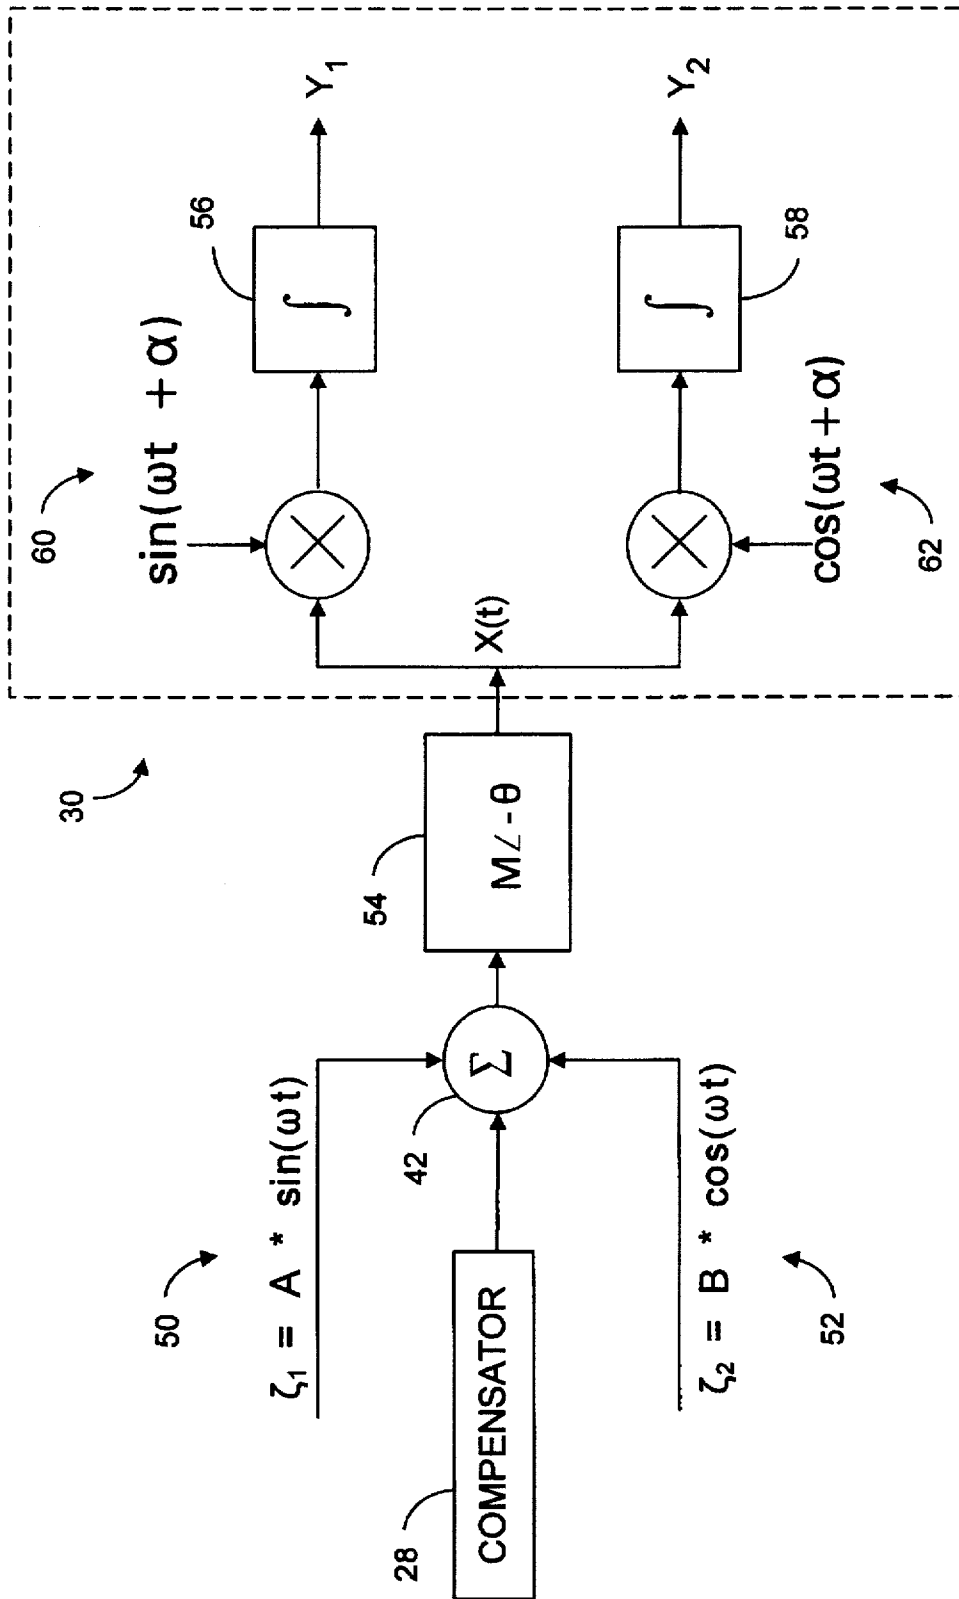 50
ζ₁ = A * sin(ωt)
28
COMPENSATOR
42
Σ
ζ₂ = B * cos(ωt)
52
54
M∠-θ
30
X(t)
60
sin(ωt + α)
56
∫
Y₁
62
cos(ωt + α)
58
∫
Y₂